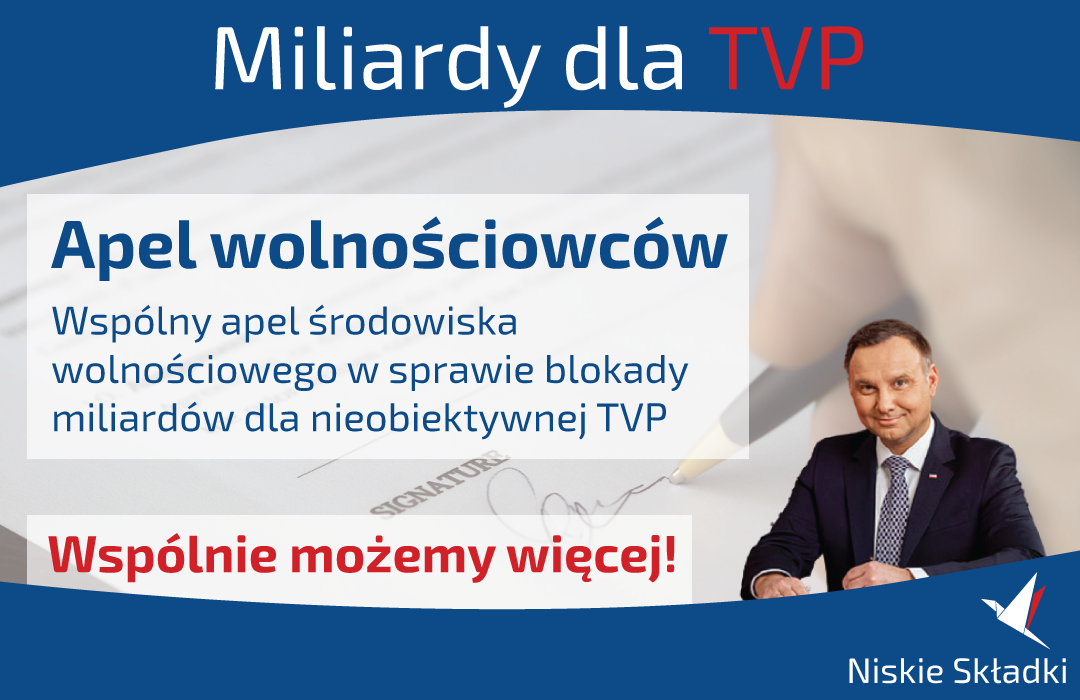 Miliardy dla TVP
Apel wolnościowców
Wspólny apel środowiska
wolnościowego w sprawie blokady
miliardów dla nieobiektywnej TVP
SIGNATURE
Wspólnie możemy więcej!
Niskie Składki